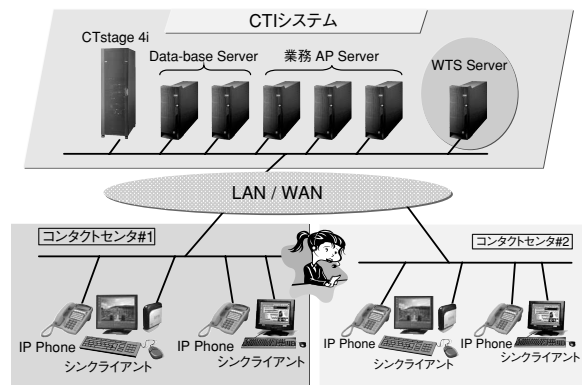 CTIシステム
CTstage 4i
Data-base Server
業務 AP Server
WTS Server
LAN / WAN
コンタクトセンタ#1
コンタクトセンタ#2
IP Phone
シンクライアント
IP Phone
シンクライアント
IP Phone
シンクライアント
IP Phone
シンクライアント